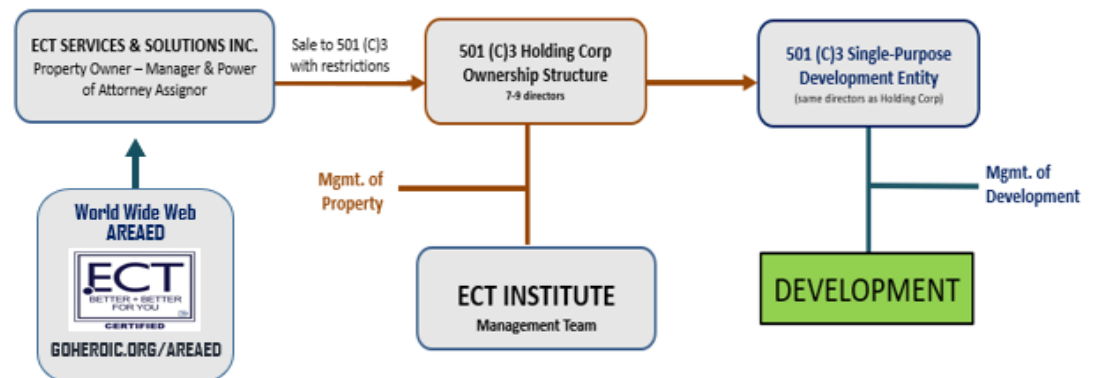 ECT SERVICES & SOLUTIONS INC.
Property Owner – Manager & Power
of Attorney Assignor
Sale to 501 (C)3
with restrictions
501 (C)3 Holding Corp
Ownership Structure
7-9 directors
501 (C)3 Single-Purpose
Development Entity
(same directors as Holding Corp)
Mgmt. of
Property
Mgmt. of
Development
World Wide Web
AREAED
.ECT
BETTER + BETTER
FOR YOU
CERTIFIED
GOHEROIC.ORG/AREAED
ECT INSTITUTE
Management Team
DEVELOPMENT